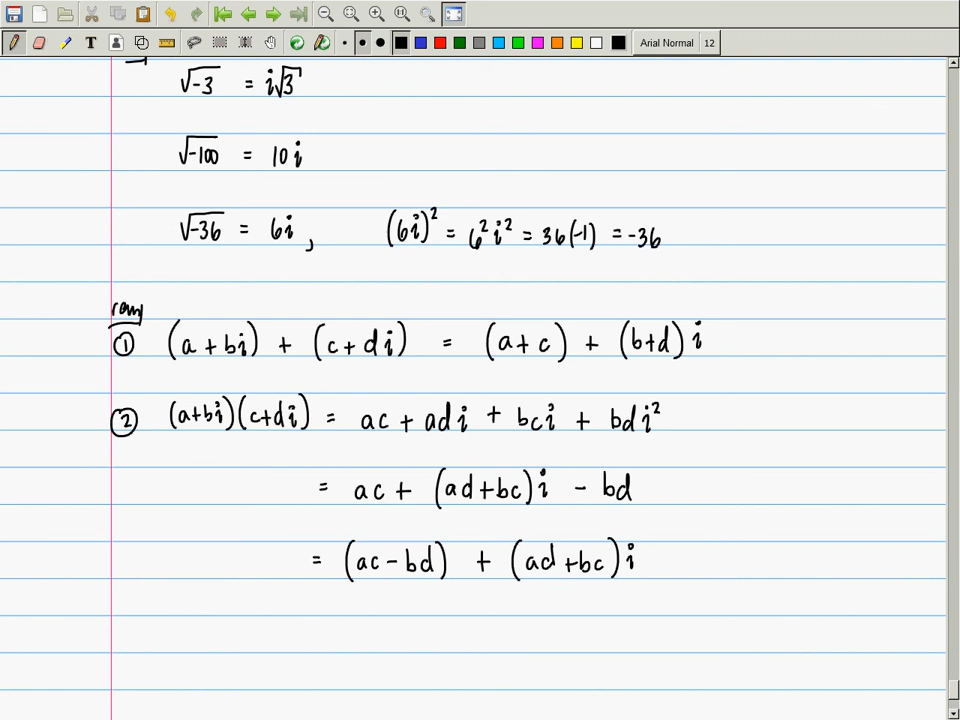 T Arial Normal 12
√-3 = i√3
√-100 = 10i
√-36 = 6i, (6i)² = 6²i² = 36(-1) = -36
rem
① (a + bi) + (c + di) = (a + c) + (b+d)i
② (a+bi)(c+di) = ac + adi + bci + bdi²
= ac + (ad+bc)i - bd
= (ac - bd) + (ad+bc)i